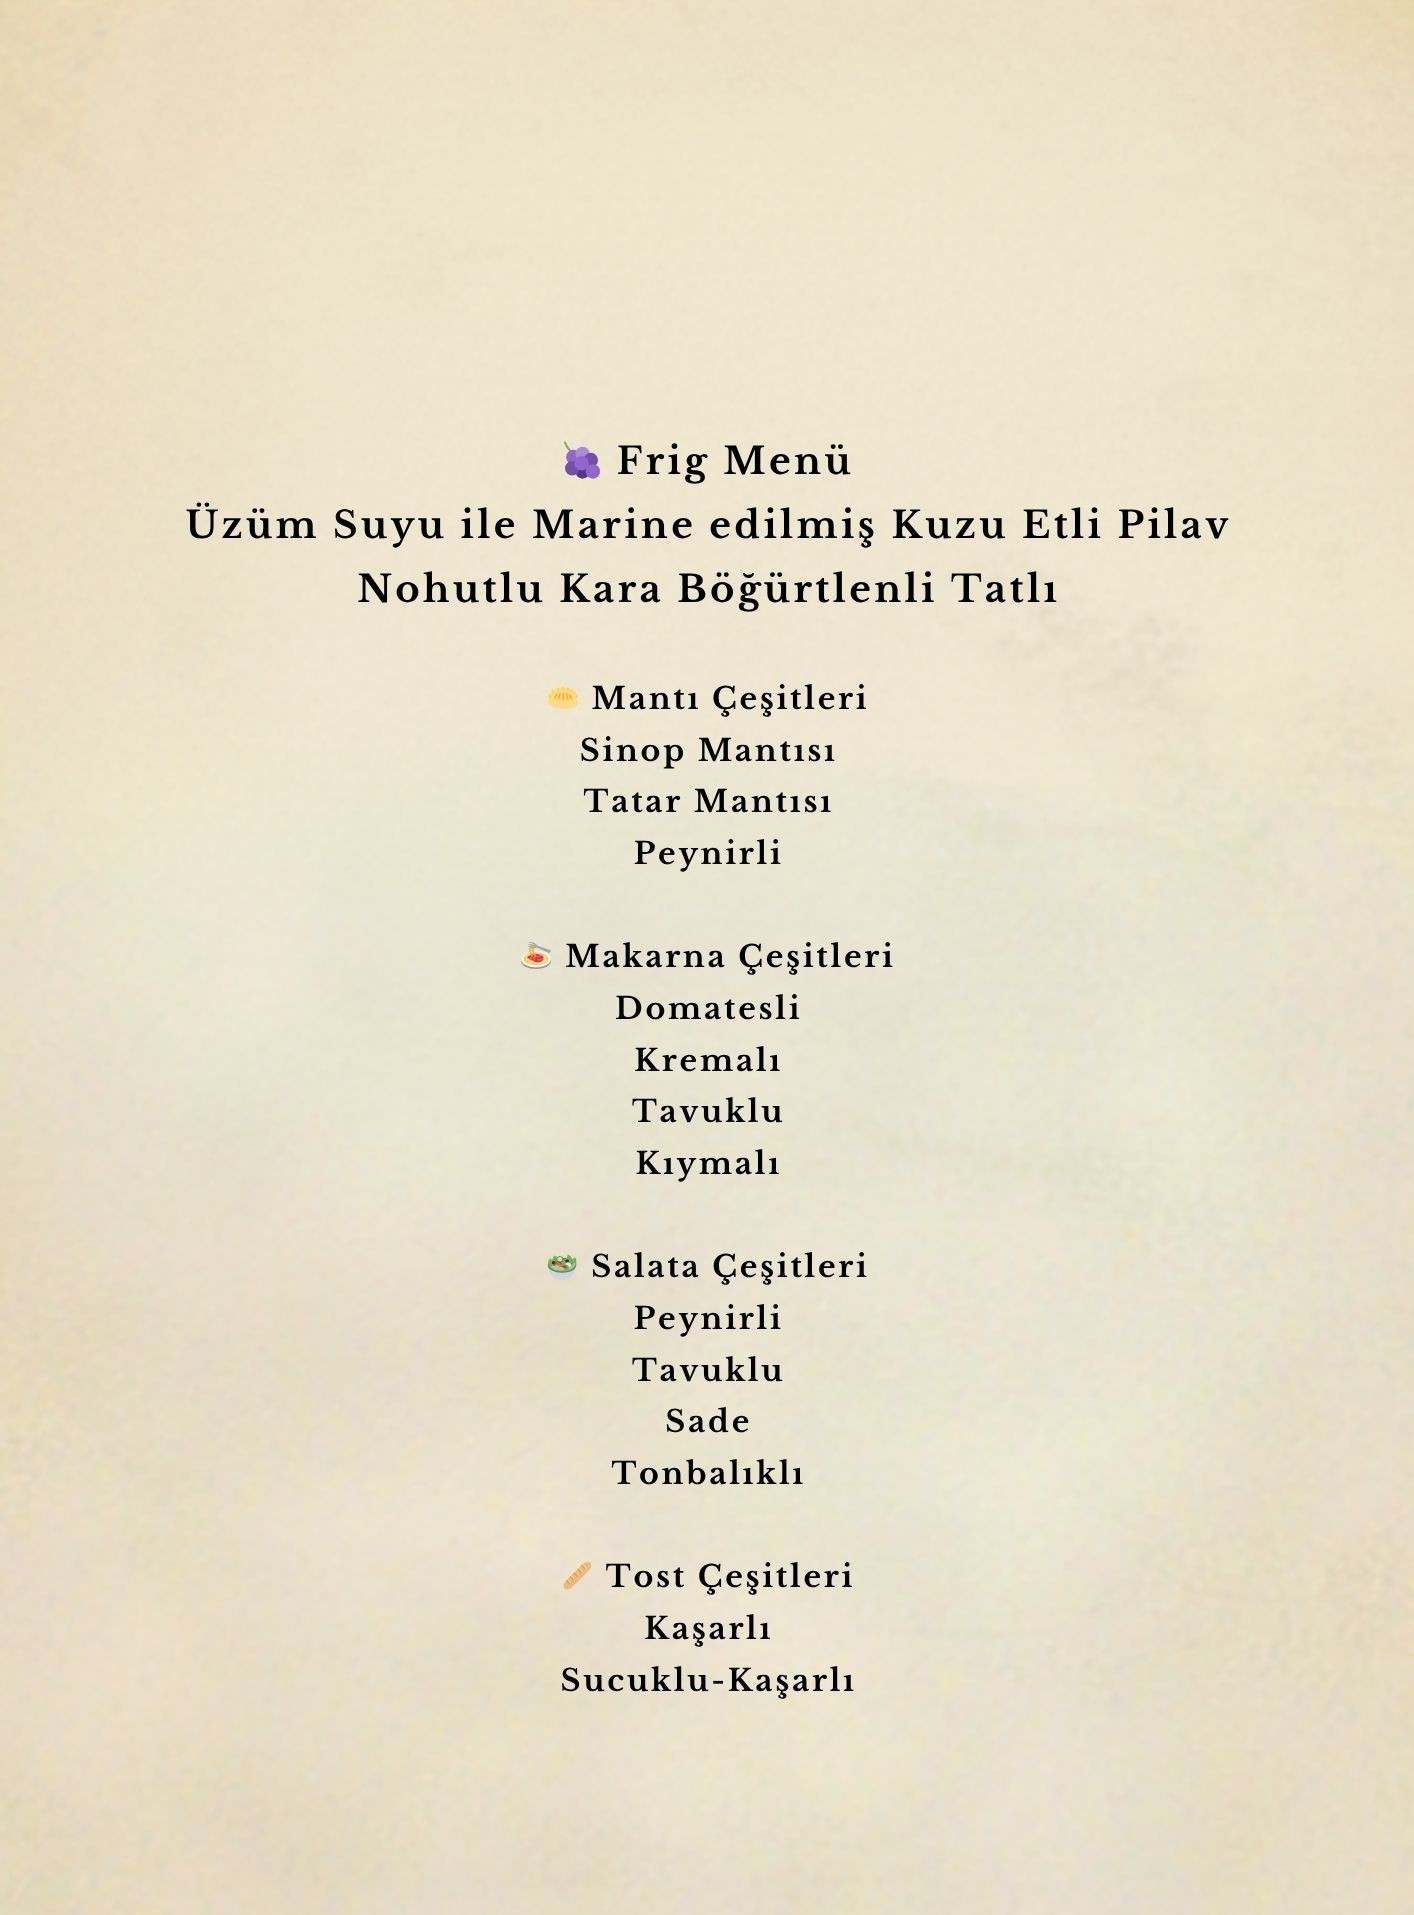 🍇 Frig Menü
Üzüm Suyu ile Marine edilmiş Kuzu Etli Pilav
Nohutlu Kara Böğürtlenli Tatlı
🥟 Mantı Çeşitleri
Sinop Mantısı
Tatar Mantısı
Peynirli
🍝 Makarna Çeşitleri
Domatesli
Kremalı
Tavuklu
Kıymalı
🥗 Salata Çeşitleri
Peynirli
Tavuklu
Sade
Tonbalıklı
🥖 Tost Çeşitleri
Kaşarlı
Sucuklu-Kaşarlı